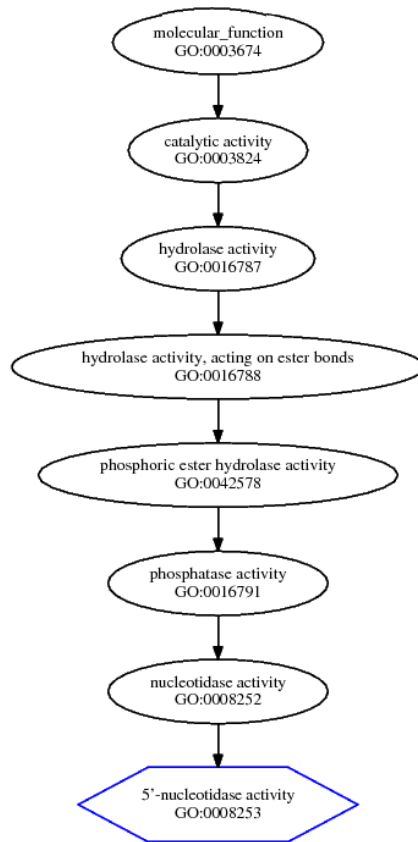 molecular_function
GO:0003674
catalytic activity
GO:0003824
hydrolase activity
GO:0016787
hydrolase activity, acting on ester bonds
GO:0016788
phosphoric ester hydrolase activity
GO:0042578
phosphatase activity
GO:0016791
nucleotidase activity
GO:0008252
5'-nucleotidase activity
GO:0008253